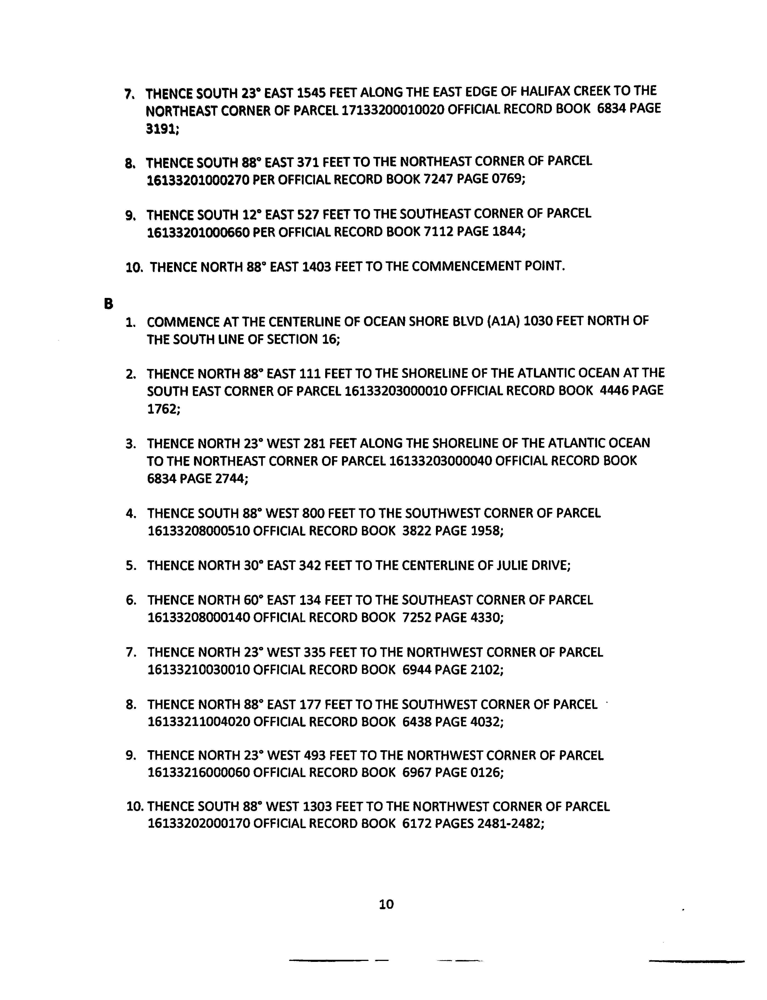 7. THENCE SOUTH 23° EAST 1545 FEET ALONG THE EAST EDGE OF HALIFAX CREEK TO THE
NORTHEAST CORNER OF PARCEL 17133200010020 OFFICIAL RECORD BOOK 6834 PAGE
3191;
8. THENCE SOUTH 88° EAST 371 FEET TO THE NORTHEAST CORNER OF PARCEL
16133201000270 PER OFFICIAL RECORD BOOK 7247 PAGE 0769;
9. THENCE SOUTH 12° EAST 527 FEET TO THE SOUTHEAST CORNER OF PARCEL
16133201000660 PER OFFICIAL RECORD BOOK 7112 PAGE 1844;
10. THENCE NORTH 88° EAST 1403 FEET TO THE COMMENCEMENT POINT.
B
1. COMMENCE AT THE CENTERLINE OF OCEAN SHORE BLVD (A1A) 1030 FEET NORTH OF
THE SOUTH LINE OF SECTION 16;
2. THENCE NORTH 88° EAST 111 FEET TO THE SHORELINE OF THE ATLANTIC OCEAN AT THE
SOUTH EAST CORNER OF PARCEL 16133203000010 OFFICIAL RECORD BOOK 4446 PAGE
1762;
3. THENCE NORTH 23° WEST 281 FEET ALONG THE SHORELINE OF THE ATLANTIC OCEAN
TO THE NORTHEAST CORNER OF PARCEL 16133203000040 OFFICIAL RECORD BOOK
6834 PAGE 2744;
4. THENCE SOUTH 88° WEST 800 FEET TO THE SOUTHWEST CORNER OF PARCEL
16133208000510 OFFICIAL RECORD BOOK 3822 PAGE 1958;
5. THENCE NORTH 30° EAST 342 FEET TO THE CENTERLINE OF JULIE DRIVE;
6. THENCE NORTH 60° EAST 134 FEET TO THE SOUTHEAST CORNER OF PARCEL
16133208000140 OFFICIAL RECORD BOOK 7252 PAGE 4330;
7. THENCE NORTH 23° WEST 335 FEET TO THE NORTHWEST CORNER OF PARCEL
16133210030010 OFFICIAL RECORD BOOK 6944 PAGE 2102;
8. THENCE NORTH 88° EAST 177 FEET TO THE SOUTHWEST CORNER OF PARCEL
16133211004020 OFFICIAL RECORD BOOK 6438 PAGE 4032;
9. THENCE NORTH 23° WEST 493 FEET TO THE NORTHWEST CORNER OF PARCEL
16133216000060 OFFICIAL RECORD BOOK 6967 PAGE 0126;
10. THENCE SOUTH 88° WEST 1303 FEET TO THE NORTHWEST CORNER OF PARCEL
16133202000170 OFFICIAL RECORD BOOK 6172 PAGES 2481-2482;
10